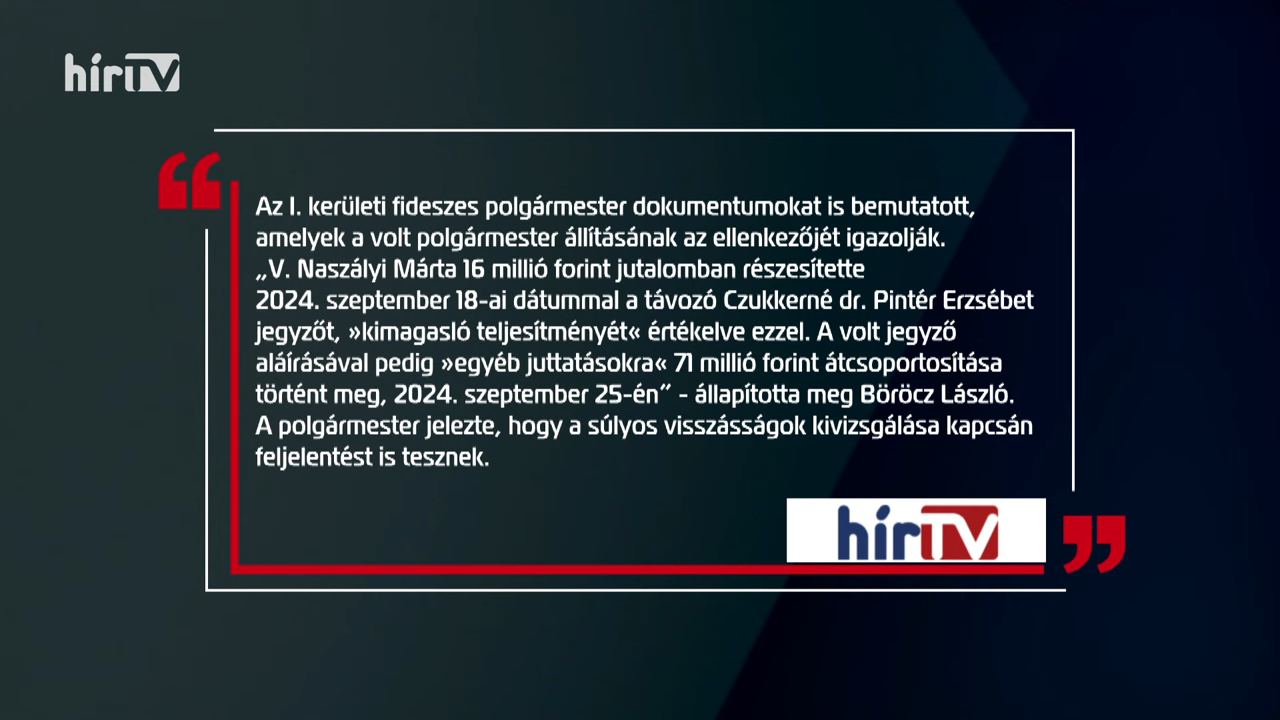 hírTV
Az I. kerületi fideszes polgármester dokumentumokat is bemutatott,
amelyek a volt polgármester állításának az ellenkezőjét igazolják.
„V. Naszályi Márta 16 millió forint jutalomban részesítette
2024. szeptember 18-ai dátummal a távozó Czukkerné dr. Pintér Erzsébet
jegyzőt, »kimagasló teljesítményét« értékelve ezzel. A volt jegyző
aláírásával pedig »egyéb juttatásokra« 71 millió forint átcsoportosítása
történt meg, 2024. szeptember 25-én” - állapította meg Böröcz László.
A polgármester jelezte, hogy a súlyos visszásságok kivizsgálása kapcsán
feljelentést is tesznek.
hírTV